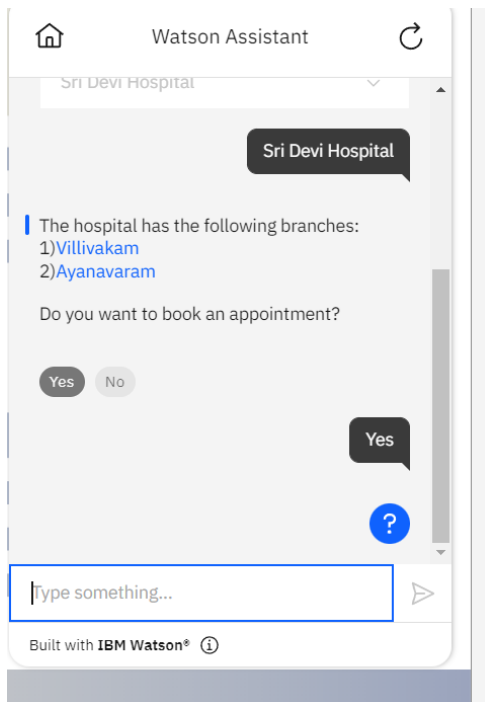 Watson Assistant
Sri Devi Hospital
Sri Devi Hospital
The hospital has the following branches:
1)Villivakam
2)Ayanavaram
Do you want to book an appointment?
Yes No
Yes
?
Type something...
Built with IBM Watson®